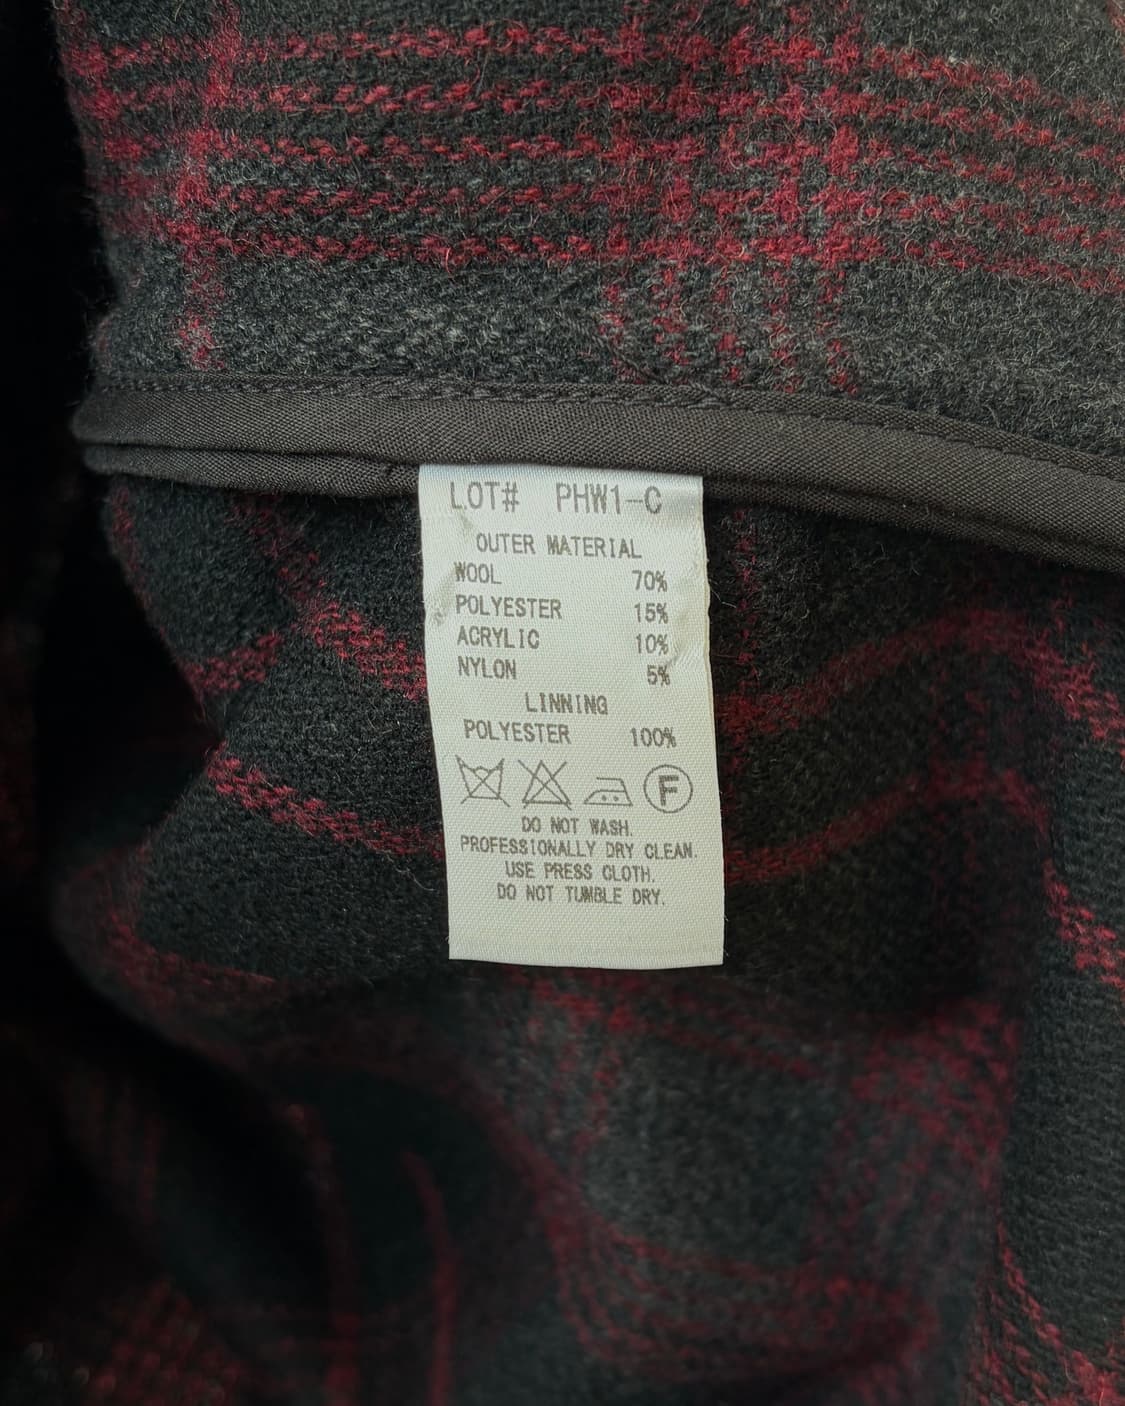 LOT# PHW1-C
OUTER MATERIAL
WOOL 70%
POLYESTER 15%
ACRYLIC 10%
NYLON 5%
LINNING
POLYESTER 100%
F
DO NOT WASH.
PROFESSIONALLY DRY CLEAN.
USE PRESS CLOTH.
DO NOT TUMBLE DRY.